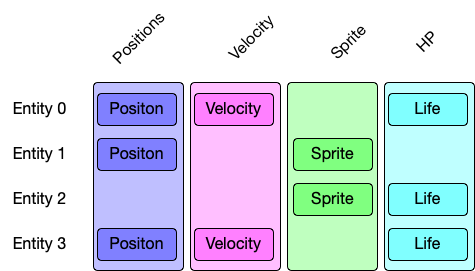 Positions Velocity Sprite HP
Entity 0 Positon Velocity Life
Entity 1 Positon Sprite
Entity 2 Sprite Life
Entity 3 Positon Velocity Life